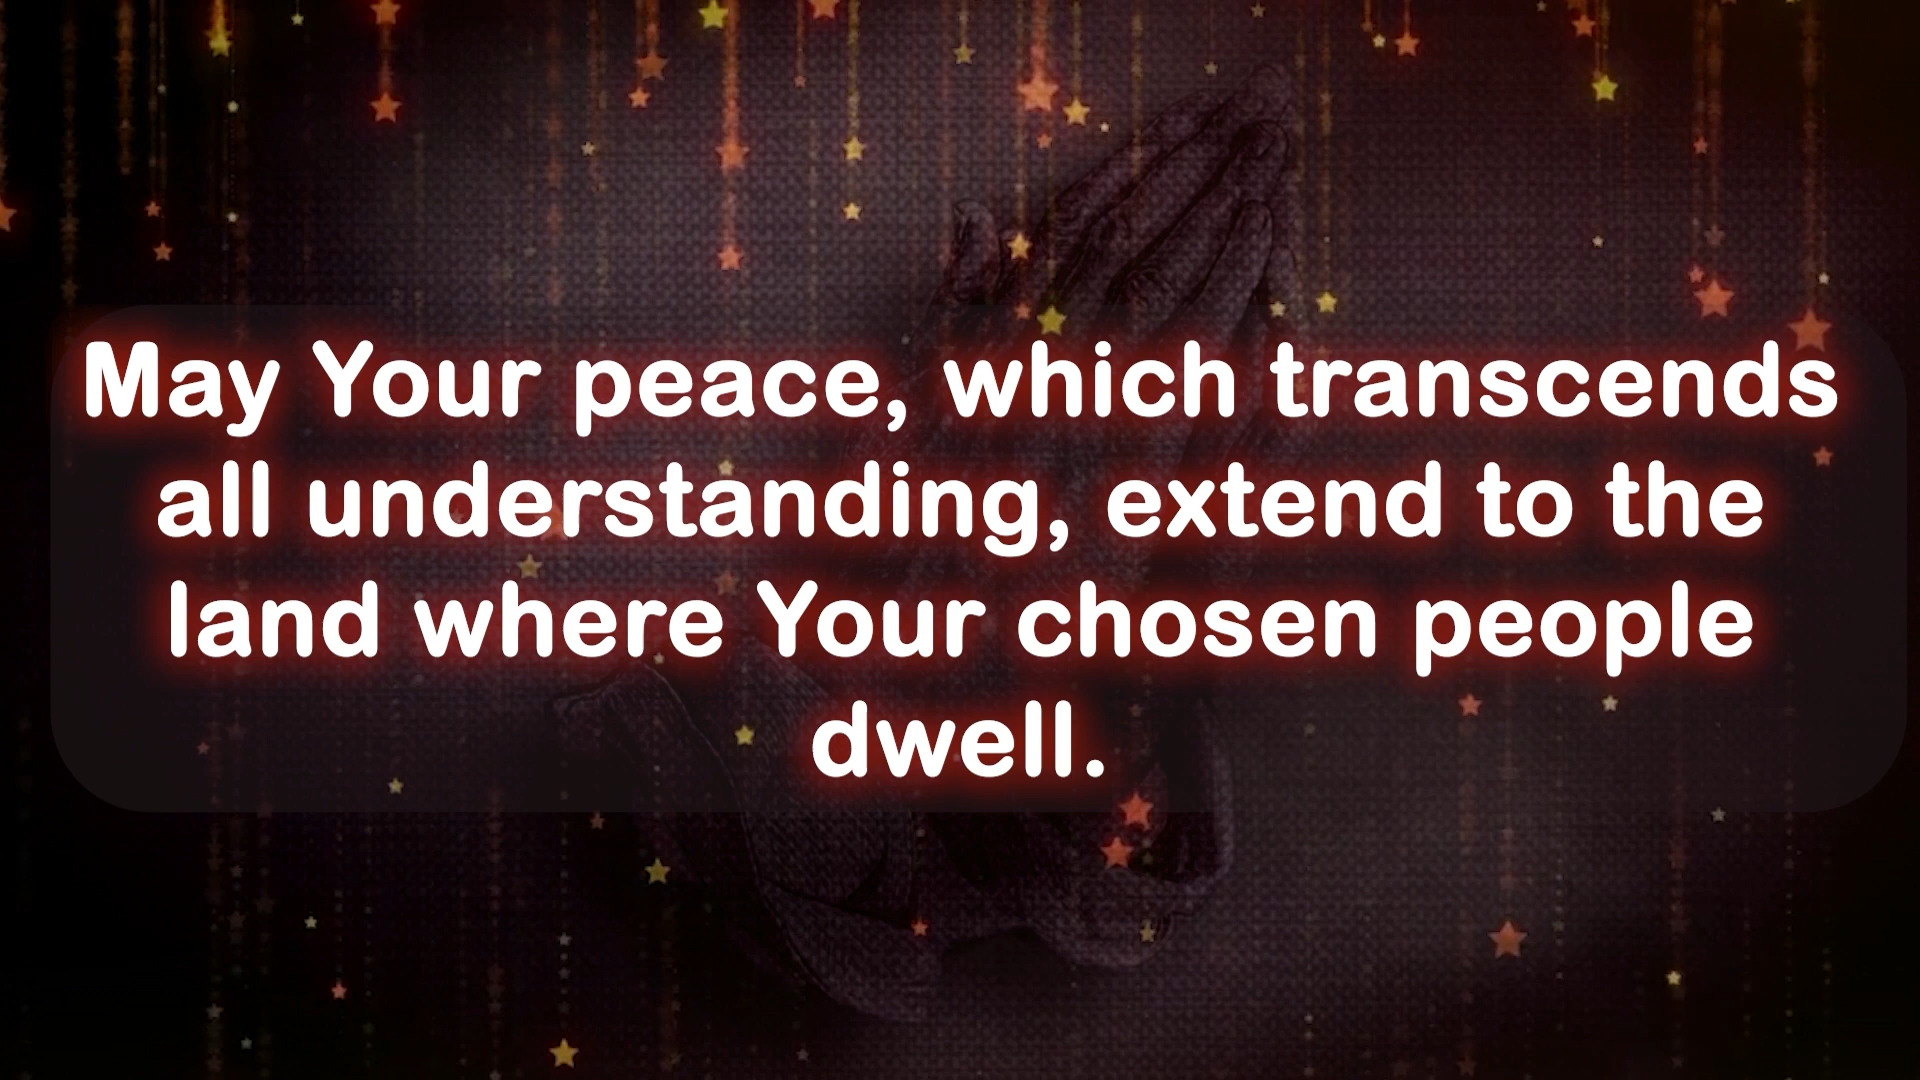 May Your peace, which transcends
all understanding, extend to the
land where Your chosen people
dwell.